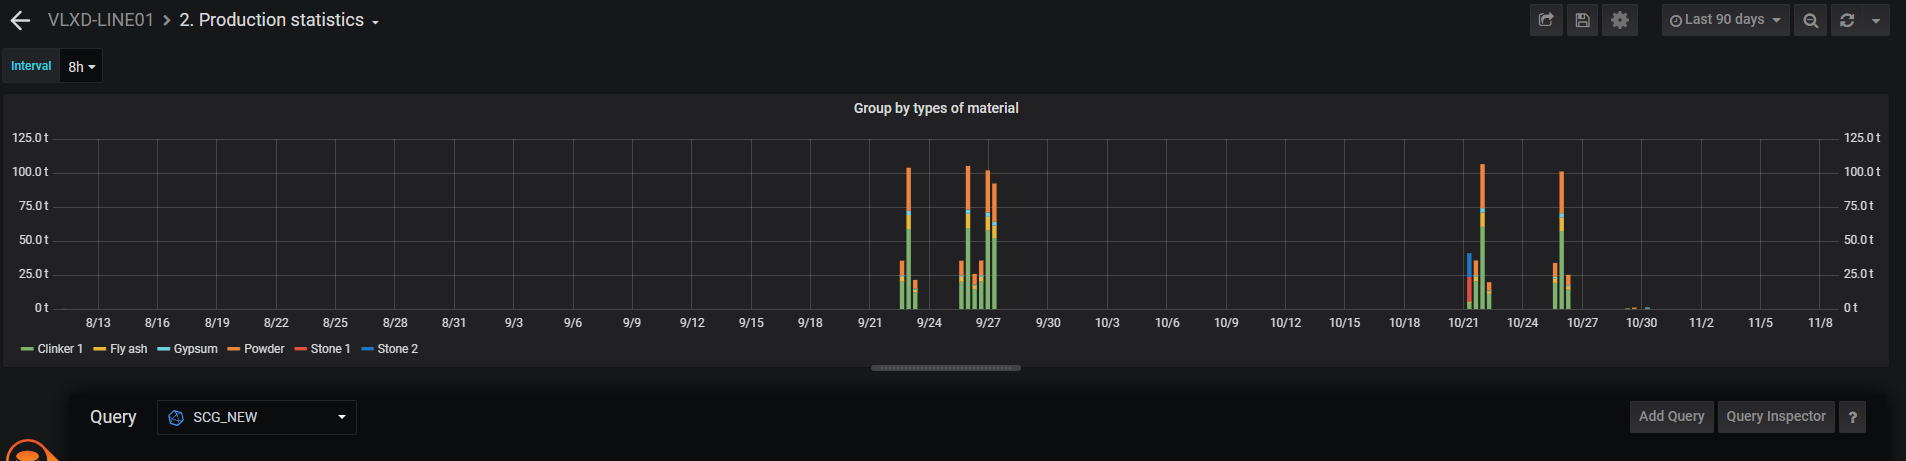 VLXD-LINE01 > 2. Production statistics
Last 90 days
Interval 8h
Group by types of material
125.0 t 125.0 t
100.0 t 100.0 t
75.0 t 75.0 t
50.0 t 50.0 t
25.0 t 25.0 t
0 t 0 t
8/13 8/16 8/19 8/22 8/25 8/28 8/31 9/3 9/6 9/9 9/12 9/15 9/18 9/21 9/24 9/27 9/30 10/3 10/6 10/9 10/12 10/15 10/18 10/21 10/24 10/27 10/30 11/2 11/5 11/8
Clinker 1 Fly ash Gypsum Powder Stone 1 Stone 2
Query SCG_NEW Add Query Query Inspector ?